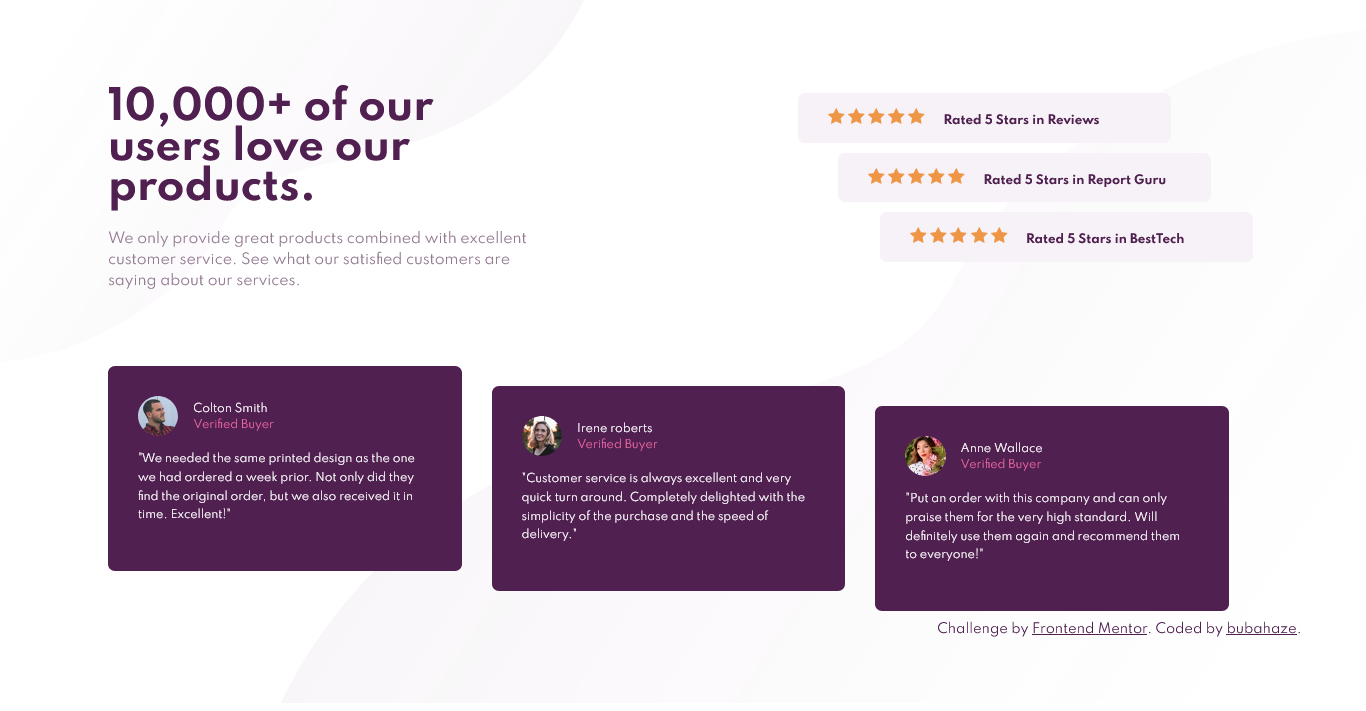 10,000+ of our
users love our
products.
We only provide great products combined with excellent
customer service. See what our satisfied customers are
saying about our services.
Rated 5 Stars in Reviews
Rated 5 Stars in Report Guru
Rated 5 Stars in BestTech
Colton Smith
Verified Buyer
"We needed the same printed design as the one
we had ordered a week prior. Not only did they
find the original order, but we also received it in
time. Excellent!"
Irene roberts
Verified Buyer
"Customer service is always excellent and very
quick turn around. Completely delighted with the
simplicity of the purchase and the speed of
delivery."
Anne Wallace
Verified Buyer
"Put an order with this company and can only
praise them for the very high standard. Will
definitely use them again and recommend them
to everyone!"
Challenge by Frontend Mentor. Coded by bubahaze.